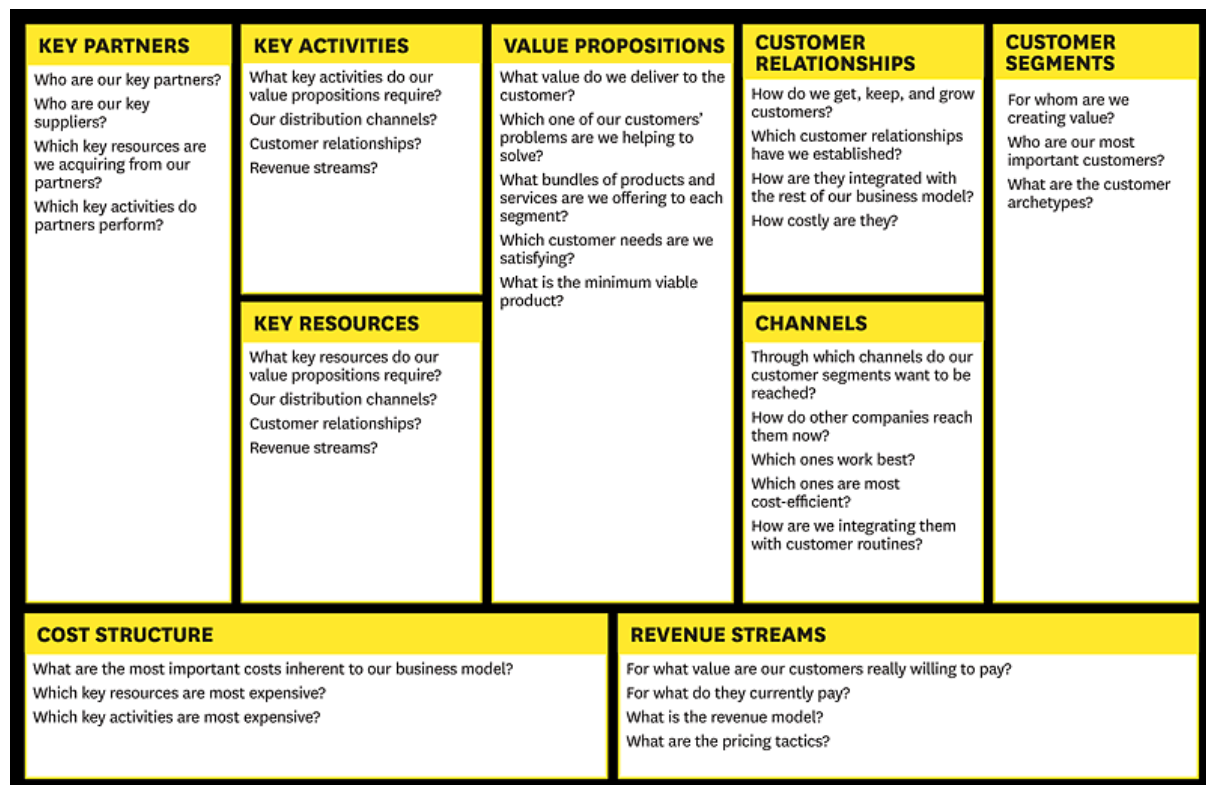 KEY PARTNERS
Who are our key partners?
Who are our key
suppliers?
Which key resources are
we acquiring from our
partners?
Which key activities do
partners perform?
KEY ACTIVITIES
What key activities do our
value propositions require?
Our distribution channels?
Customer relationships?
Revenue streams?
KEY RESOURCES
What key resources do our
value propositions require?
Our distribution channels?
Customer relationships?
Revenue streams?
VALUE PROPOSITIONS
What value do we deliver to the
customer?
Which one of our customers’
problems are we helping to
solve?
What bundles of products and
services are we offering to each
segment?
Which customer needs are we
satisfying?
What is the minimum viable
product?
CUSTOMER
RELATIONSHIPS
How do we get, keep, and grow
customers?
Which customer relationships
have we established?
How are they integrated with
the rest of our business model?
How costly are they?
CHANNELS
Through which channels do our
customer segments want to be
reached?
How do other companies reach
them now?
Which ones work best?
Which ones are most
cost-efficient?
How are we integrating them
with customer routines?
CUSTOMER
SEGMENTS
For whom are we
creating value?
Who are our most
important customers?
What are the customer
archetypes?
COST STRUCTURE
What are the most important costs inherent to our business model?
Which key resources are most expensive?
Which key activities are most expensive?
REVENUE STREAMS
For what value are our customers really willing to pay?
For what do they currently pay?
What is the revenue model?
What are the pricing tactics?